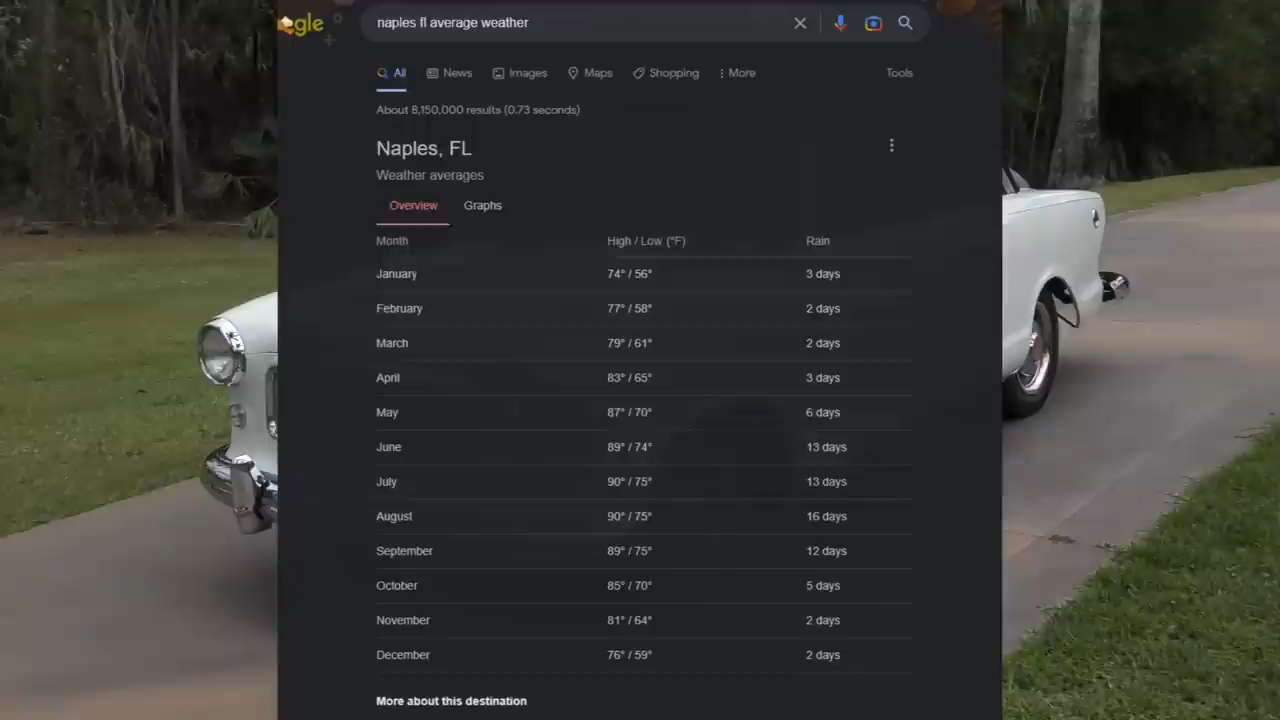 gle
naples fl average weather
All News Images Maps Shopping More Tools
About 8,150,000 results (0.73 seconds)
Naples, FL
Weather averages
Overview Graphs
Month High / Low (°F) Rain
January 74° / 56° 3 days
February 77° / 58° 2 days
March 79° / 61° 2 days
April 83° / 65° 3 days
May 87° / 70° 6 days
June 89° / 74° 13 days
July 90° / 75° 13 days
August 90° / 75° 16 days
September 89° / 75° 12 days
October 85° / 70° 5 days
November 81° / 64° 2 days
December 76° / 59° 2 days
More about this destination